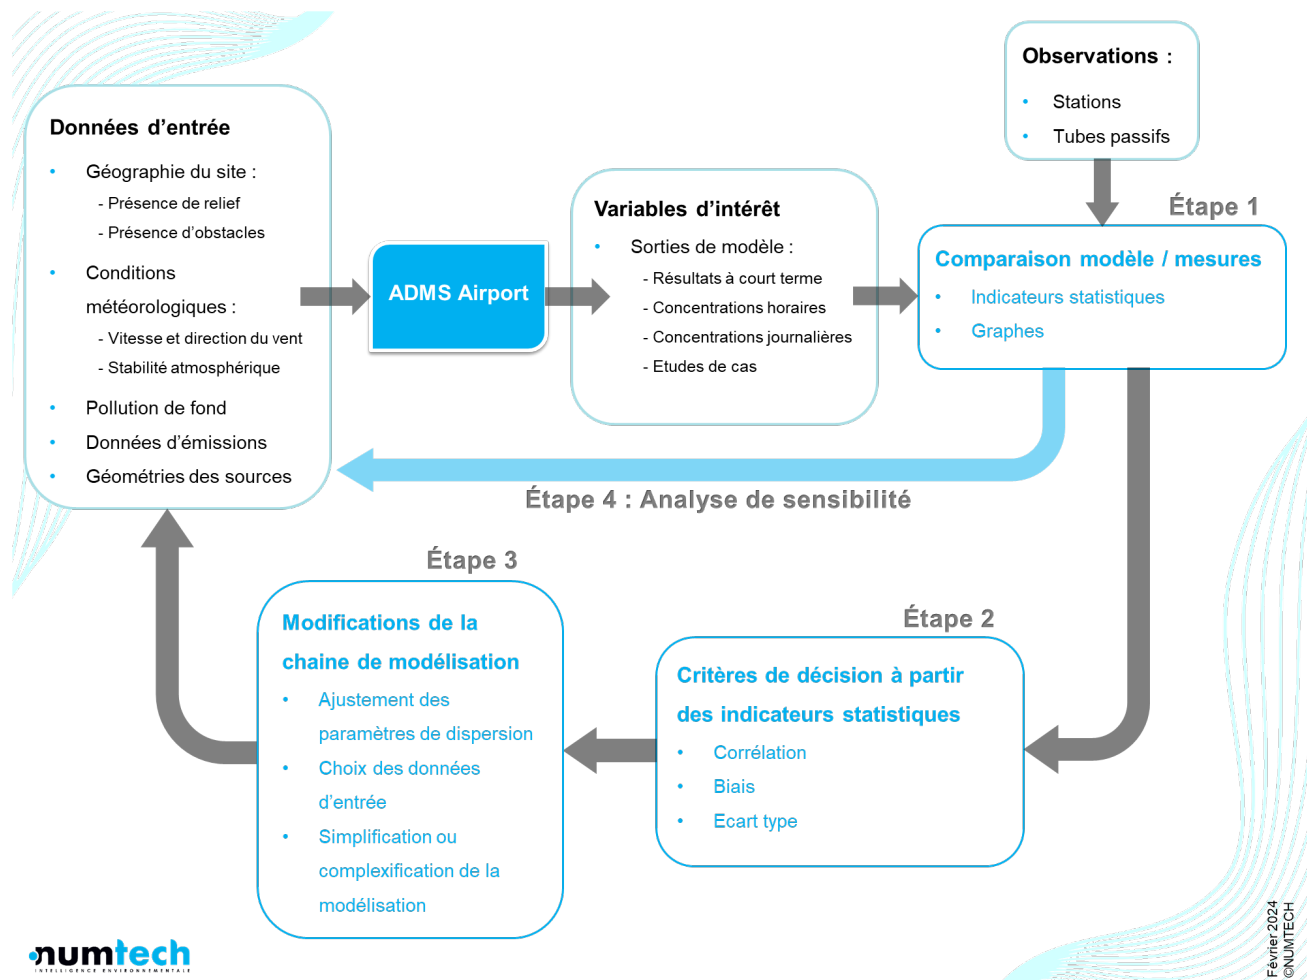 Données d’entrée
• Géographie du site :
- Présence de relief
- Présence d’obstacles
• Conditions
météorologiques :
- Vitesse et direction du vent
- Stabilité atmosphérique
• Pollution de fond
• Données d’émissions
• Géométries des sources
ADMS Airport
Variables d’intérêt
• Sorties de modèle :
- Résultats à court terme
- Concentrations horaires
- Concentrations journalières
- Etudes de cas
Observations :
• Stations
• Tubes passifs
Étape 1
Comparaison modèle / mesures
• Indicateurs statistiques
• Graphes
Étape 4 : Analyse de sensibilité
Étape 2
Critères de décision à partir
des indicateurs statistiques
• Corrélation
• Biais
• Ecart type
Étape 3
Modifications de la
chaine de modélisation
• Ajustement des
paramètres de dispersion
• Choix des données
d’entrée
• Simplification ou
complexification de la
modélisation
numtech
INTELLIGENCE ENVIRONNEMENTALE
Février 2024
©NUMTECH